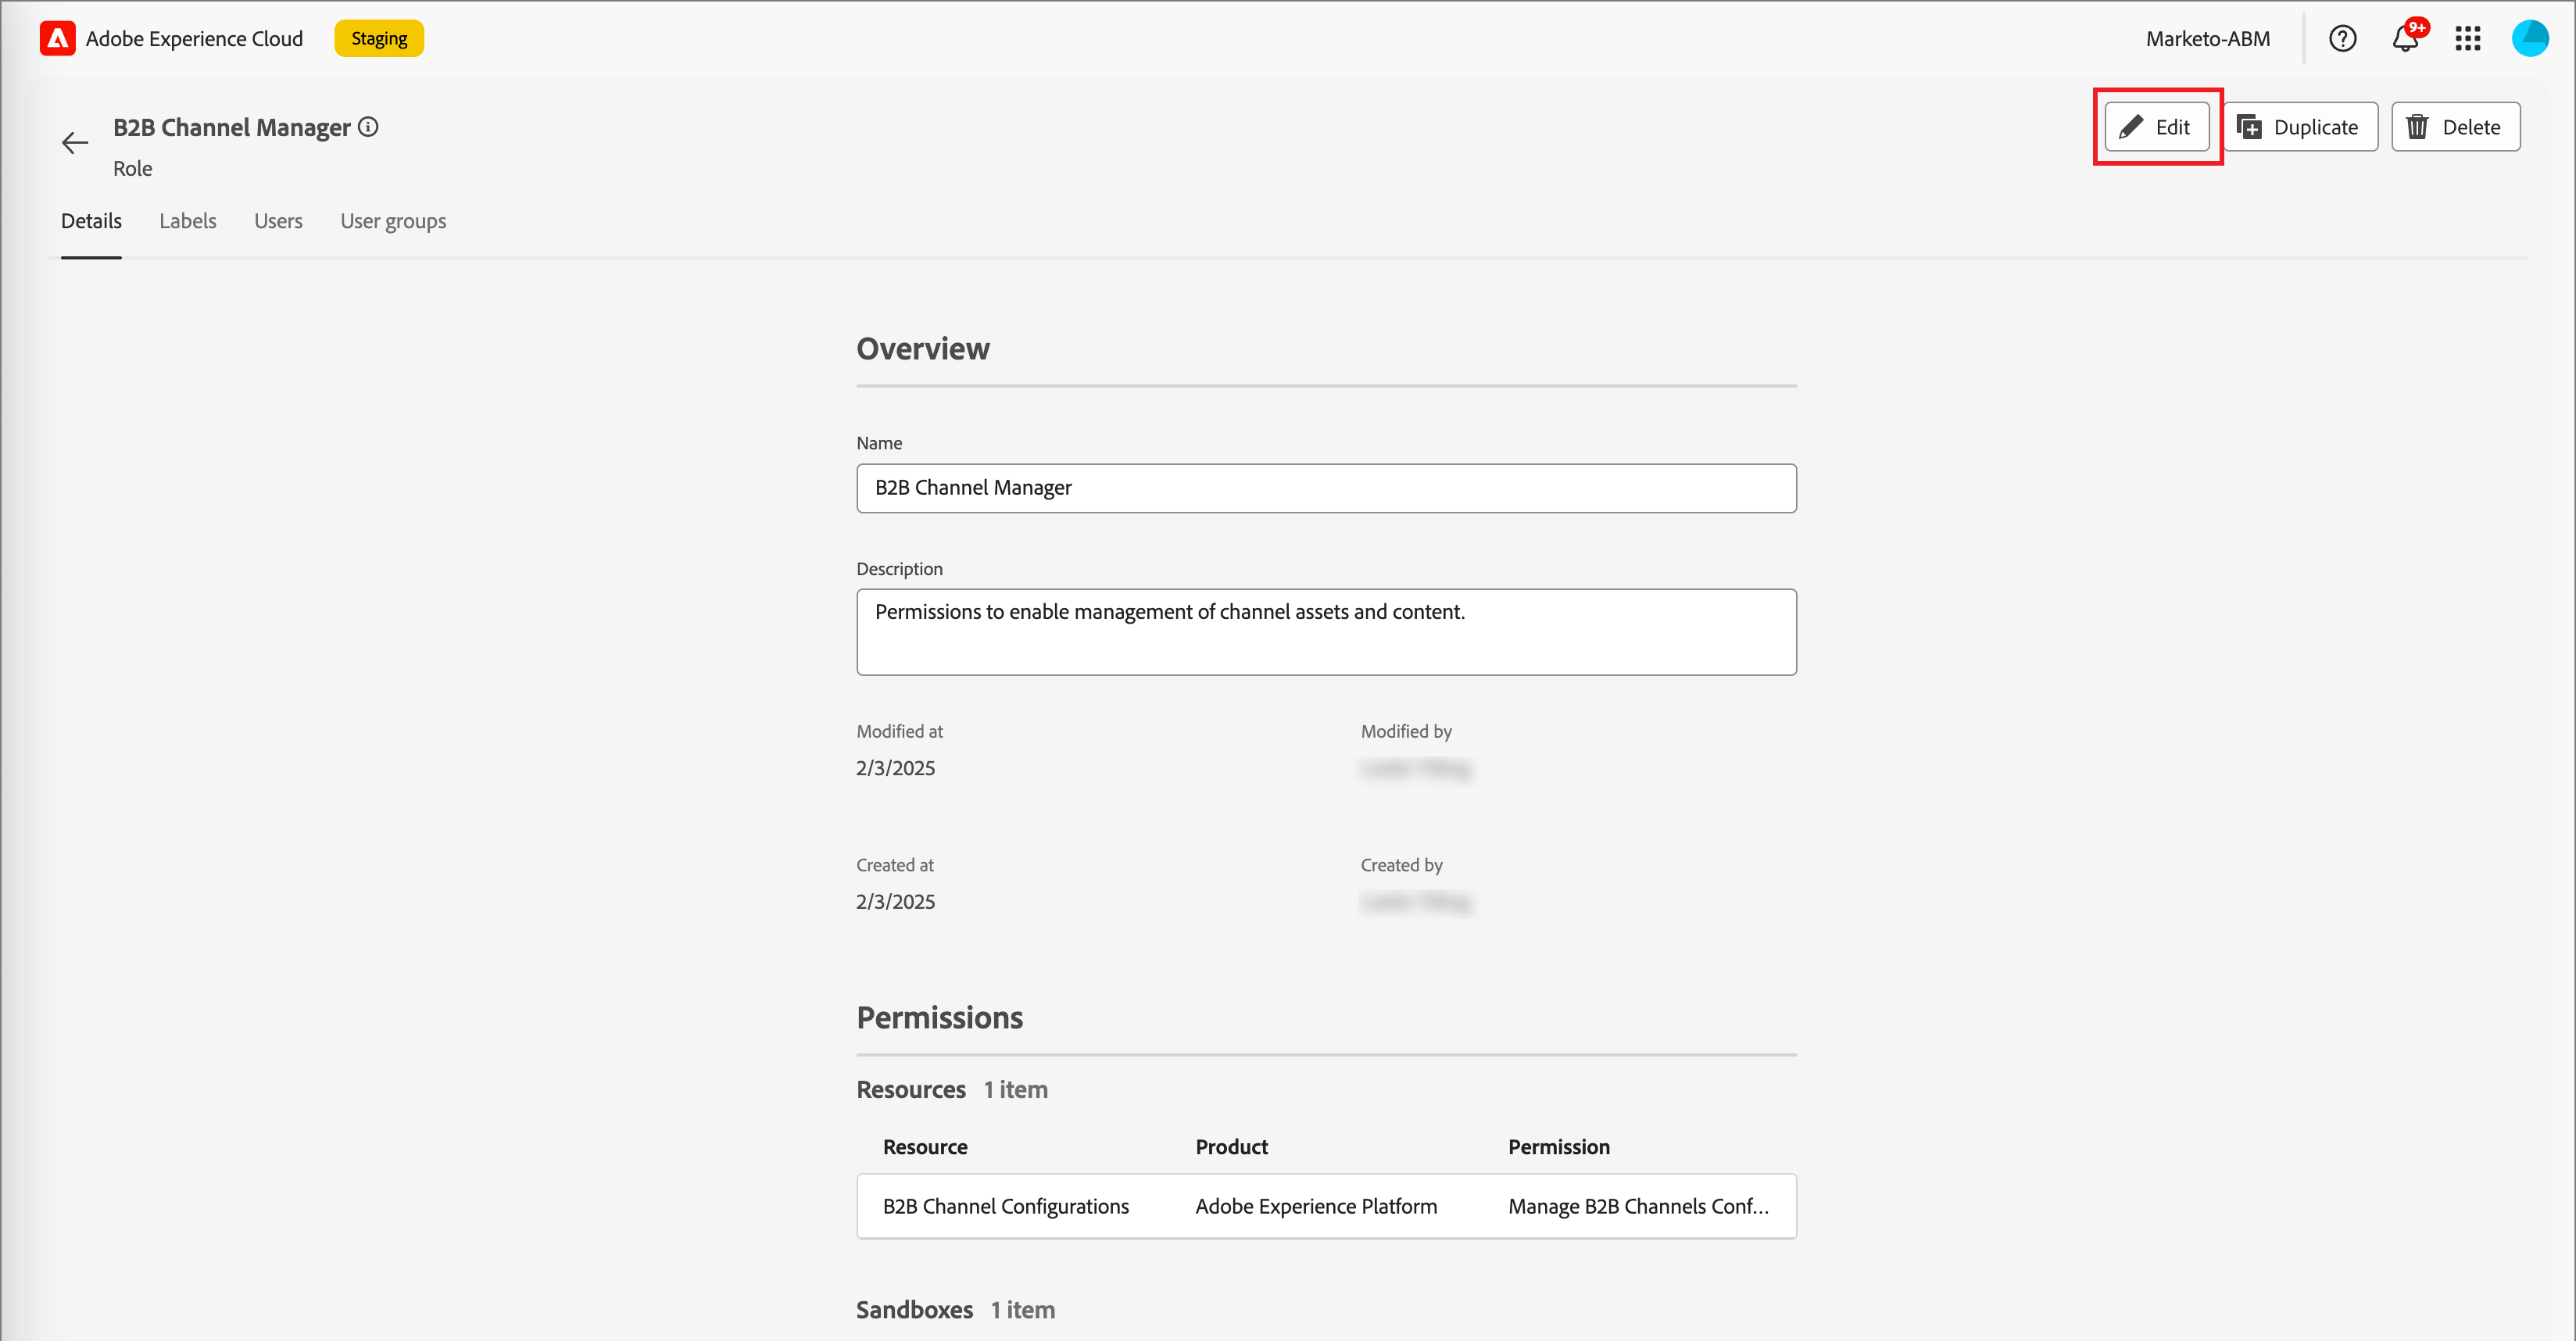 Adobe Experience Cloud Staging Marketo-ABM 9+
B2B Channel Manager
Role
Edit Duplicate Delete
Details Labels Users User groups
Overview
Name
B2B Channel Manager
Description
Permissions to enable management of channel assets and content.
Modified at Modified by
2/3/2025
Created at Created by
2/3/2025
Permissions
Resources 1 item
Resource Product Permission
B2B Channel Configurations Adobe Experience Platform Manage B2B Channels Conf...
Sandboxes 1 item